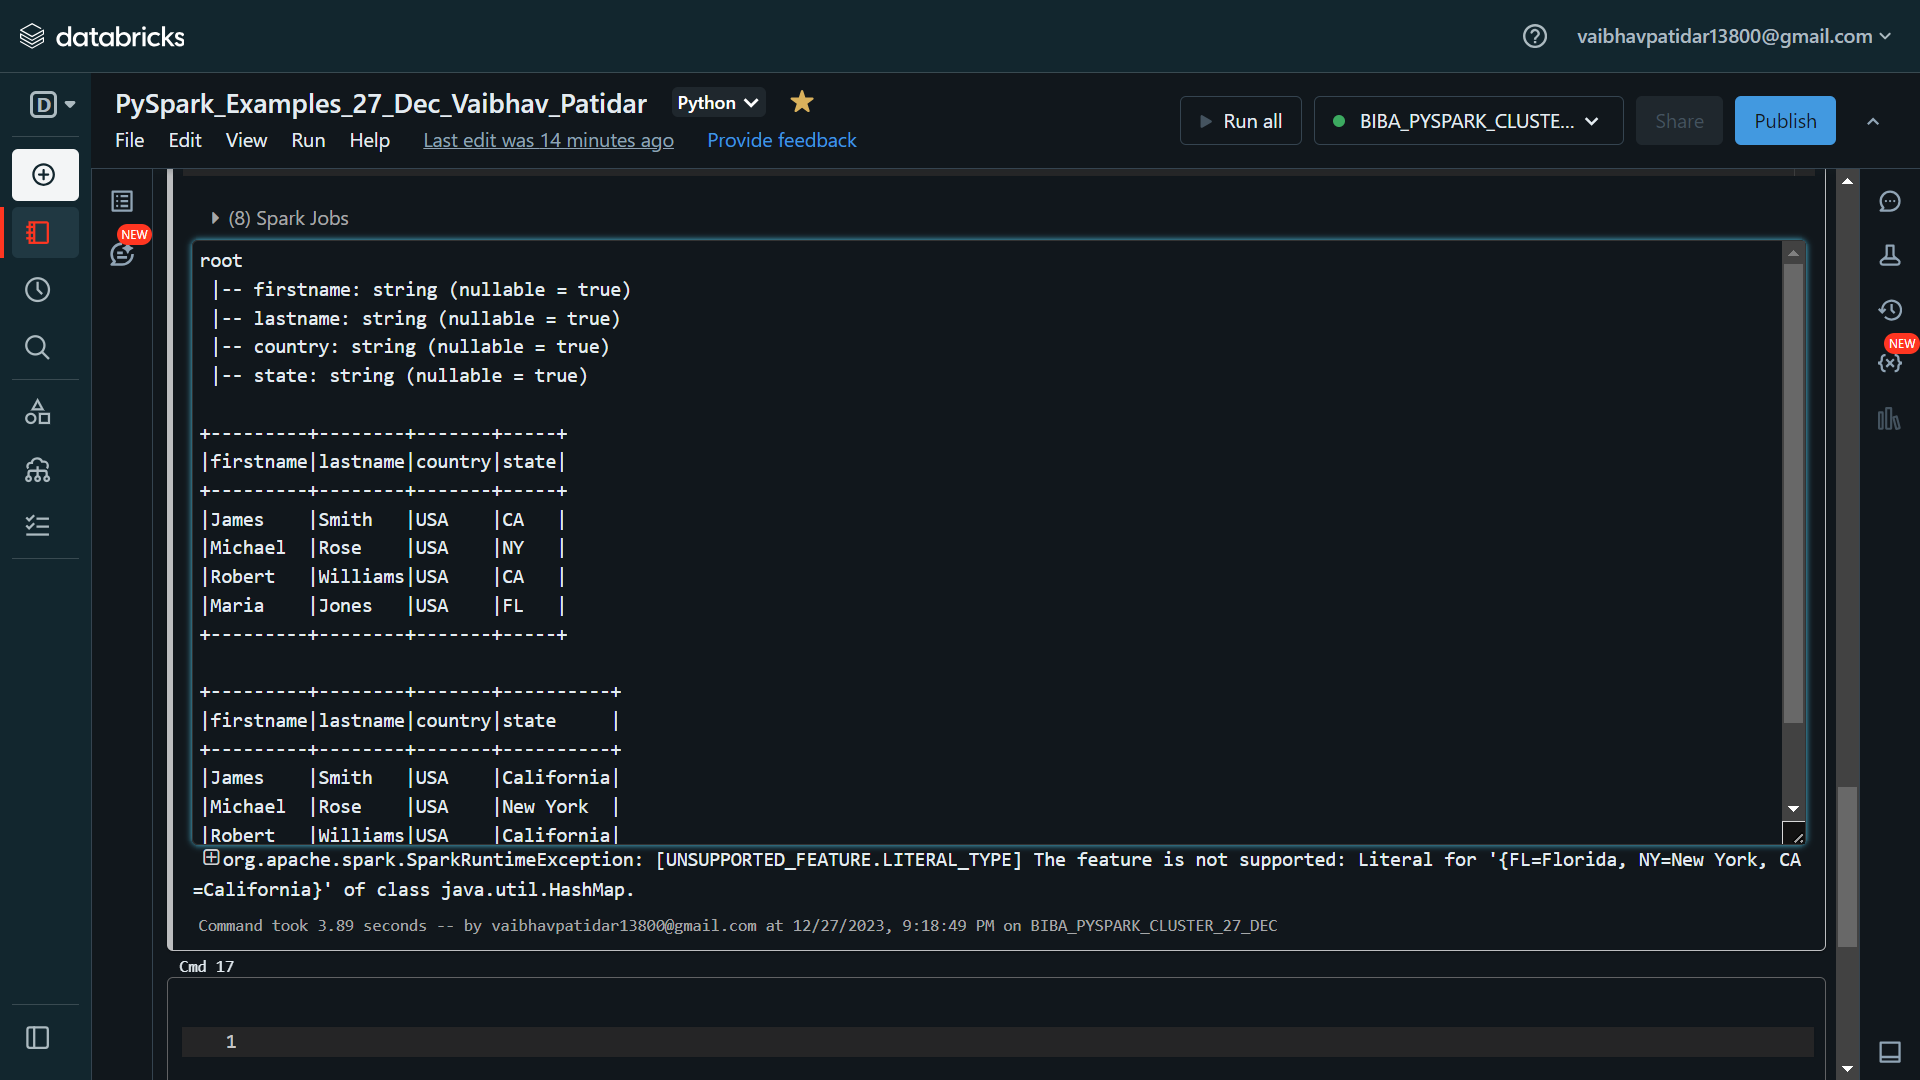 databricks
vaibhavpatidar13800@gmail.com
D
PySpark_Examples_27_Dec_Vaibhav_Patidar
Python
File Edit View Run Help Last edit was 14 minutes ago Provide feedback
Run all
BIBA_PYSPARK_CLUSTE...
Share
Publish
NEW
NEW
(8) Spark Jobs
root
 |-- firstname: string (nullable = true)
 |-- lastname: string (nullable = true)
 |-- country: string (nullable = true)
 |-- state: string (nullable = true)
+---------+--------+-------+-----+
|firstname|lastname|country|state|
+---------+--------+-------+-----+
|James    |Smith   |USA    |CA   |
|Michael  |Rose    |USA    |NY   |
|Robert   |Williams|USA    |CA   |
|Maria    |Jones   |USA    |FL   |
+---------+--------+-------+-----+
+---------+--------+-------+----------+
|firstname|lastname|country|state     |
+---------+--------+-------+----------+
|James    |Smith   |USA    |California|
|Michael  |Rose    |USA    |New York  |
|Robert   |Williams|USA    |California|
org.apache.spark.SparkRuntimeException: [UNSUPPORTED_FEATURE.LITERAL_TYPE] The feature is not supported: Literal for '{FL=Florida, NY=New York, CA
=California}' of class java.util.HashMap.
Command took 3.89 seconds -- by vaibhavpatidar13800@gmail.com at 12/27/2023, 9:18:49 PM on BIBA_PYSPARK_CLUSTER_27_DEC
Cmd 17
1